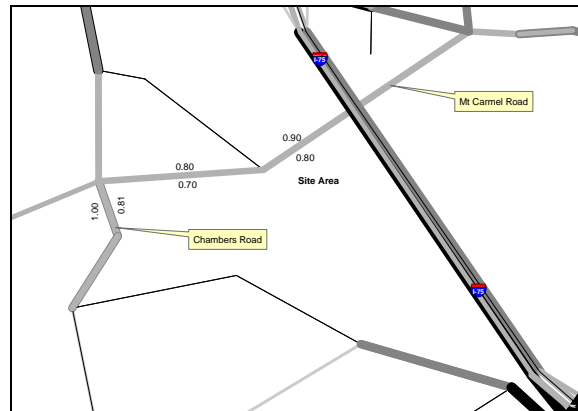 I-75
Mt Carmel Road
0.90
0.80
0.80
0.70
Site Area
1.00
0.81
Chambers Road
I-75